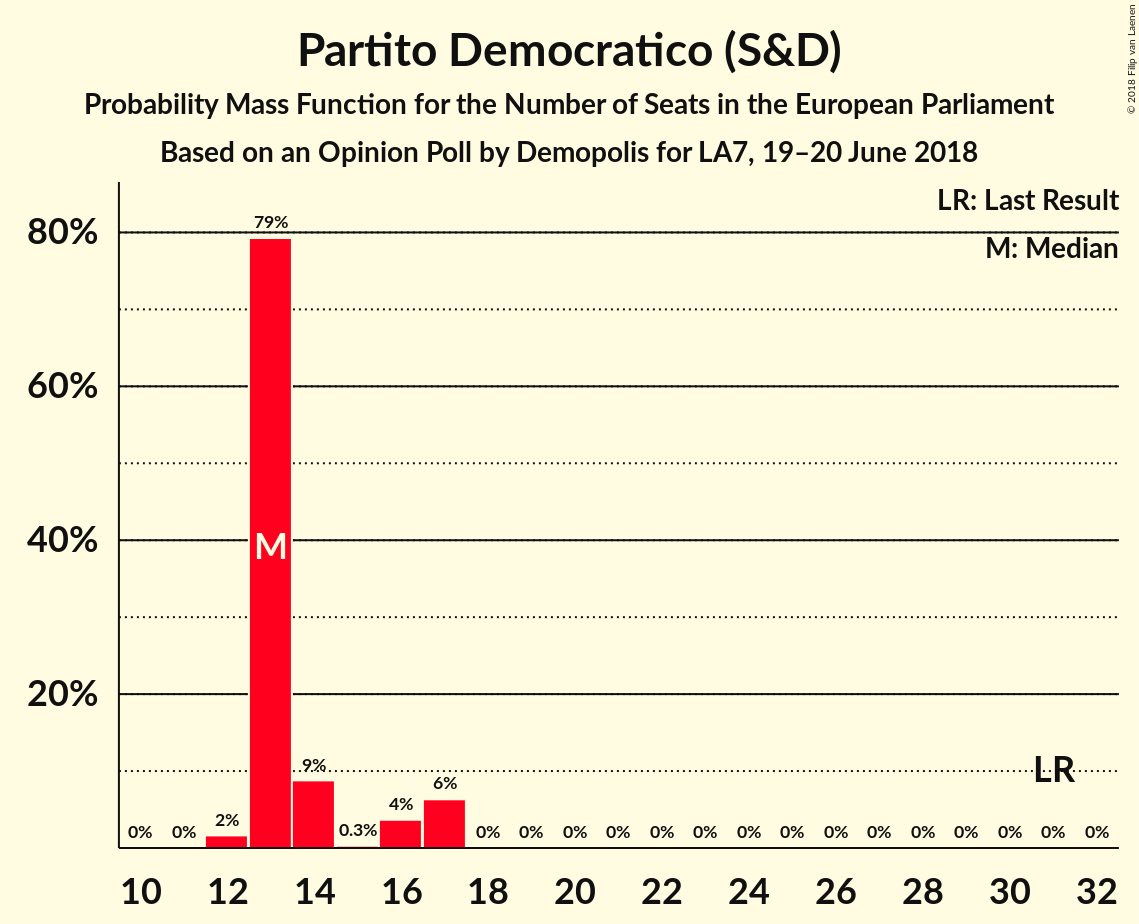 Partito Democratico (S&D)
Probability Mass Function for the Number of Seats in the European Parliament
Based on an Opinion Poll by Demopolis for LA7, 19–20 June 2018
© 2018 Filip van Laenen
LR: Last Result
M: Median
80%
60%
40%
20%
0% 0% 2% 79% 9% 0.3% 4% 6% 0% 0% 0% 0% 0% 0% 0% 0% 0% 0% 0% 0% 0% 0% 0%
M
LR
10 12 14 16 18 20 22 24 26 28 30 32